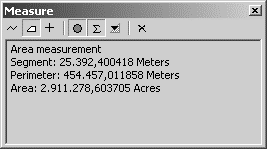 Measure
Area measurement
Segment: 25.392,400418 Meters
Perimeter: 454.457,011858 Meters
Area: 2.911.278,603705 Acres